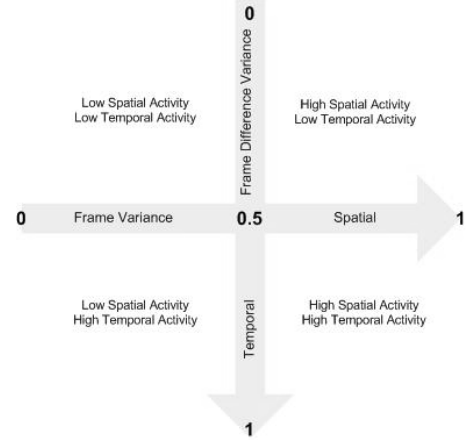 0
Frame Difference Variance
Low Spatial Activity
Low Temporal Activity
High Spatial Activity
Low Temporal Activity
0
Frame Variance
0.5
Spatial
1
Low Spatial Activity
High Temporal Activity
Temporal
High Spatial Activity
High Temporal Activity
1